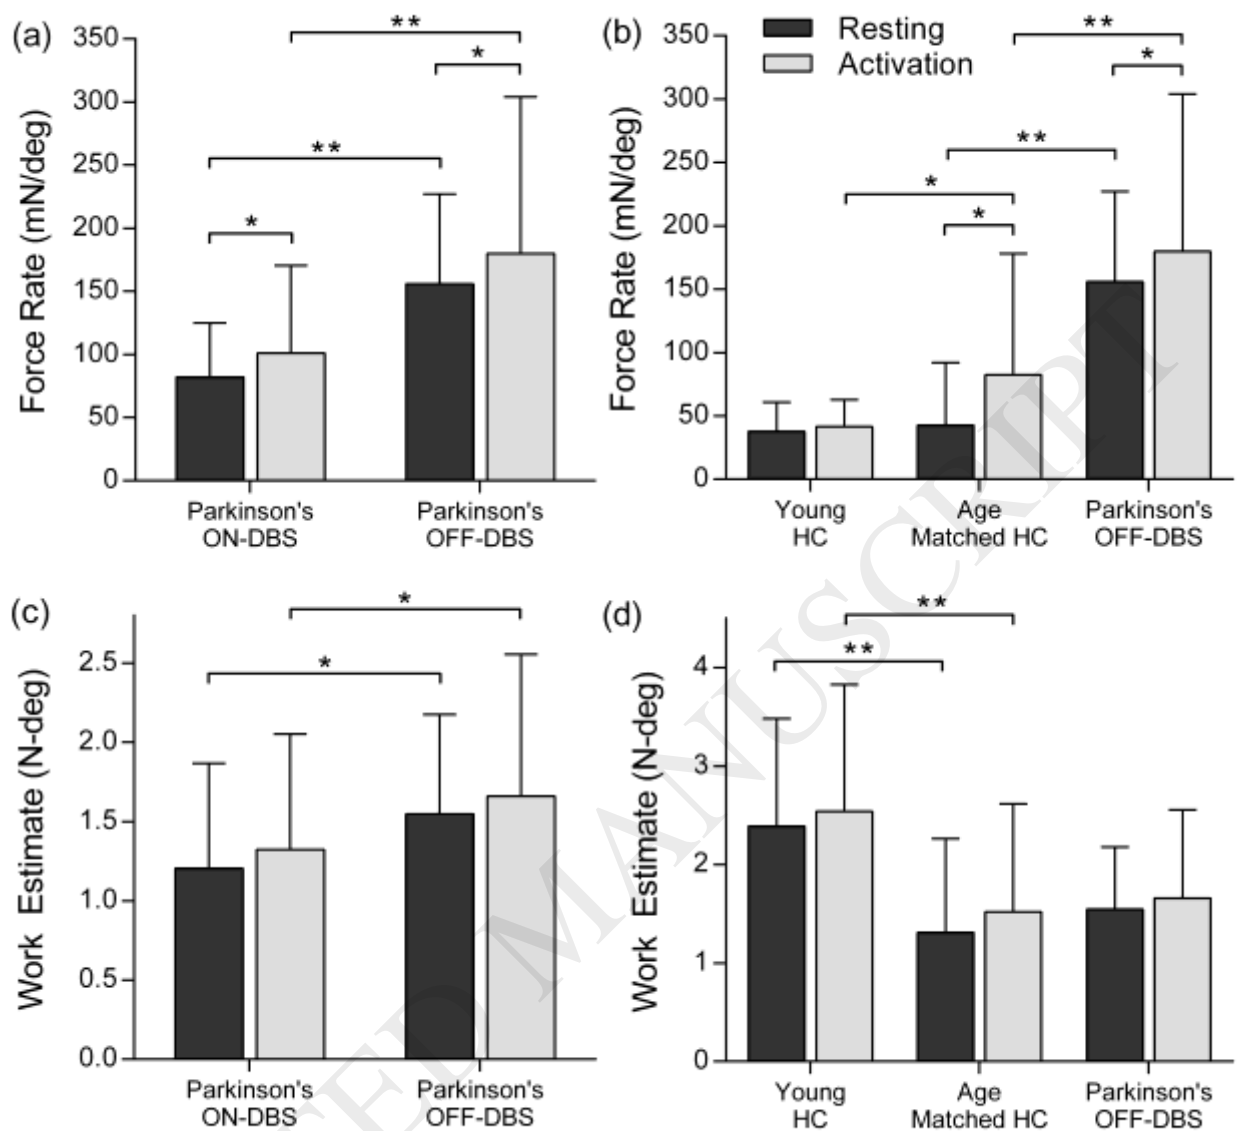 (a)
Force Rate (mN/deg)
350
300
250
200
150
100
50
0
**
*
**
*
Parkinson's
ON-DBS
Parkinson's
OFF-DBS
(b)
Resting
Activation
Force Rate (mN/deg)
350
300
250
200
150
100
50
0
**
*
**
*
*
Young
HC
Age
Matched HC
Parkinson's
OFF-DBS
(c)
Work Estimate (N-deg)
2.5
2.0
1.5
1.0
0.5
0.0
*
*
Parkinson's
ON-DBS
Parkinson's
OFF-DBS
(d)
Work Estimate (N-deg)
4
3
2
1
0
**
**
Young
HC
Age
Matched HC
Parkinson's
OFF-DBS
TED MANUSCRIPT